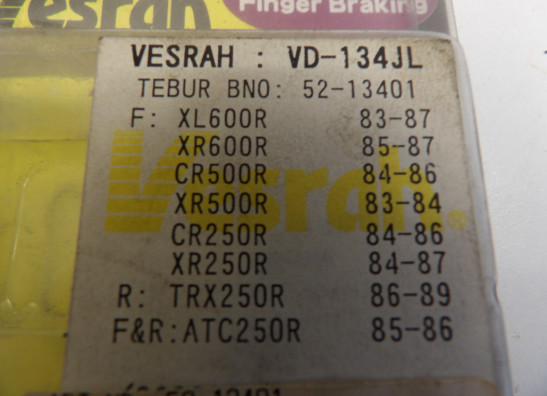 Vesrah
Finger Braking
VESRAH : VD-134JL
TEBUR BNO: 52-13401
F: XL600R 83-87
XR600R 85-87
CR500R 84-86
XR500R 83-84
CR250R 84-86
XR250R 84-87
R: TRX250R 86-89
F&R:ATC250R 85-86
Vesrah®